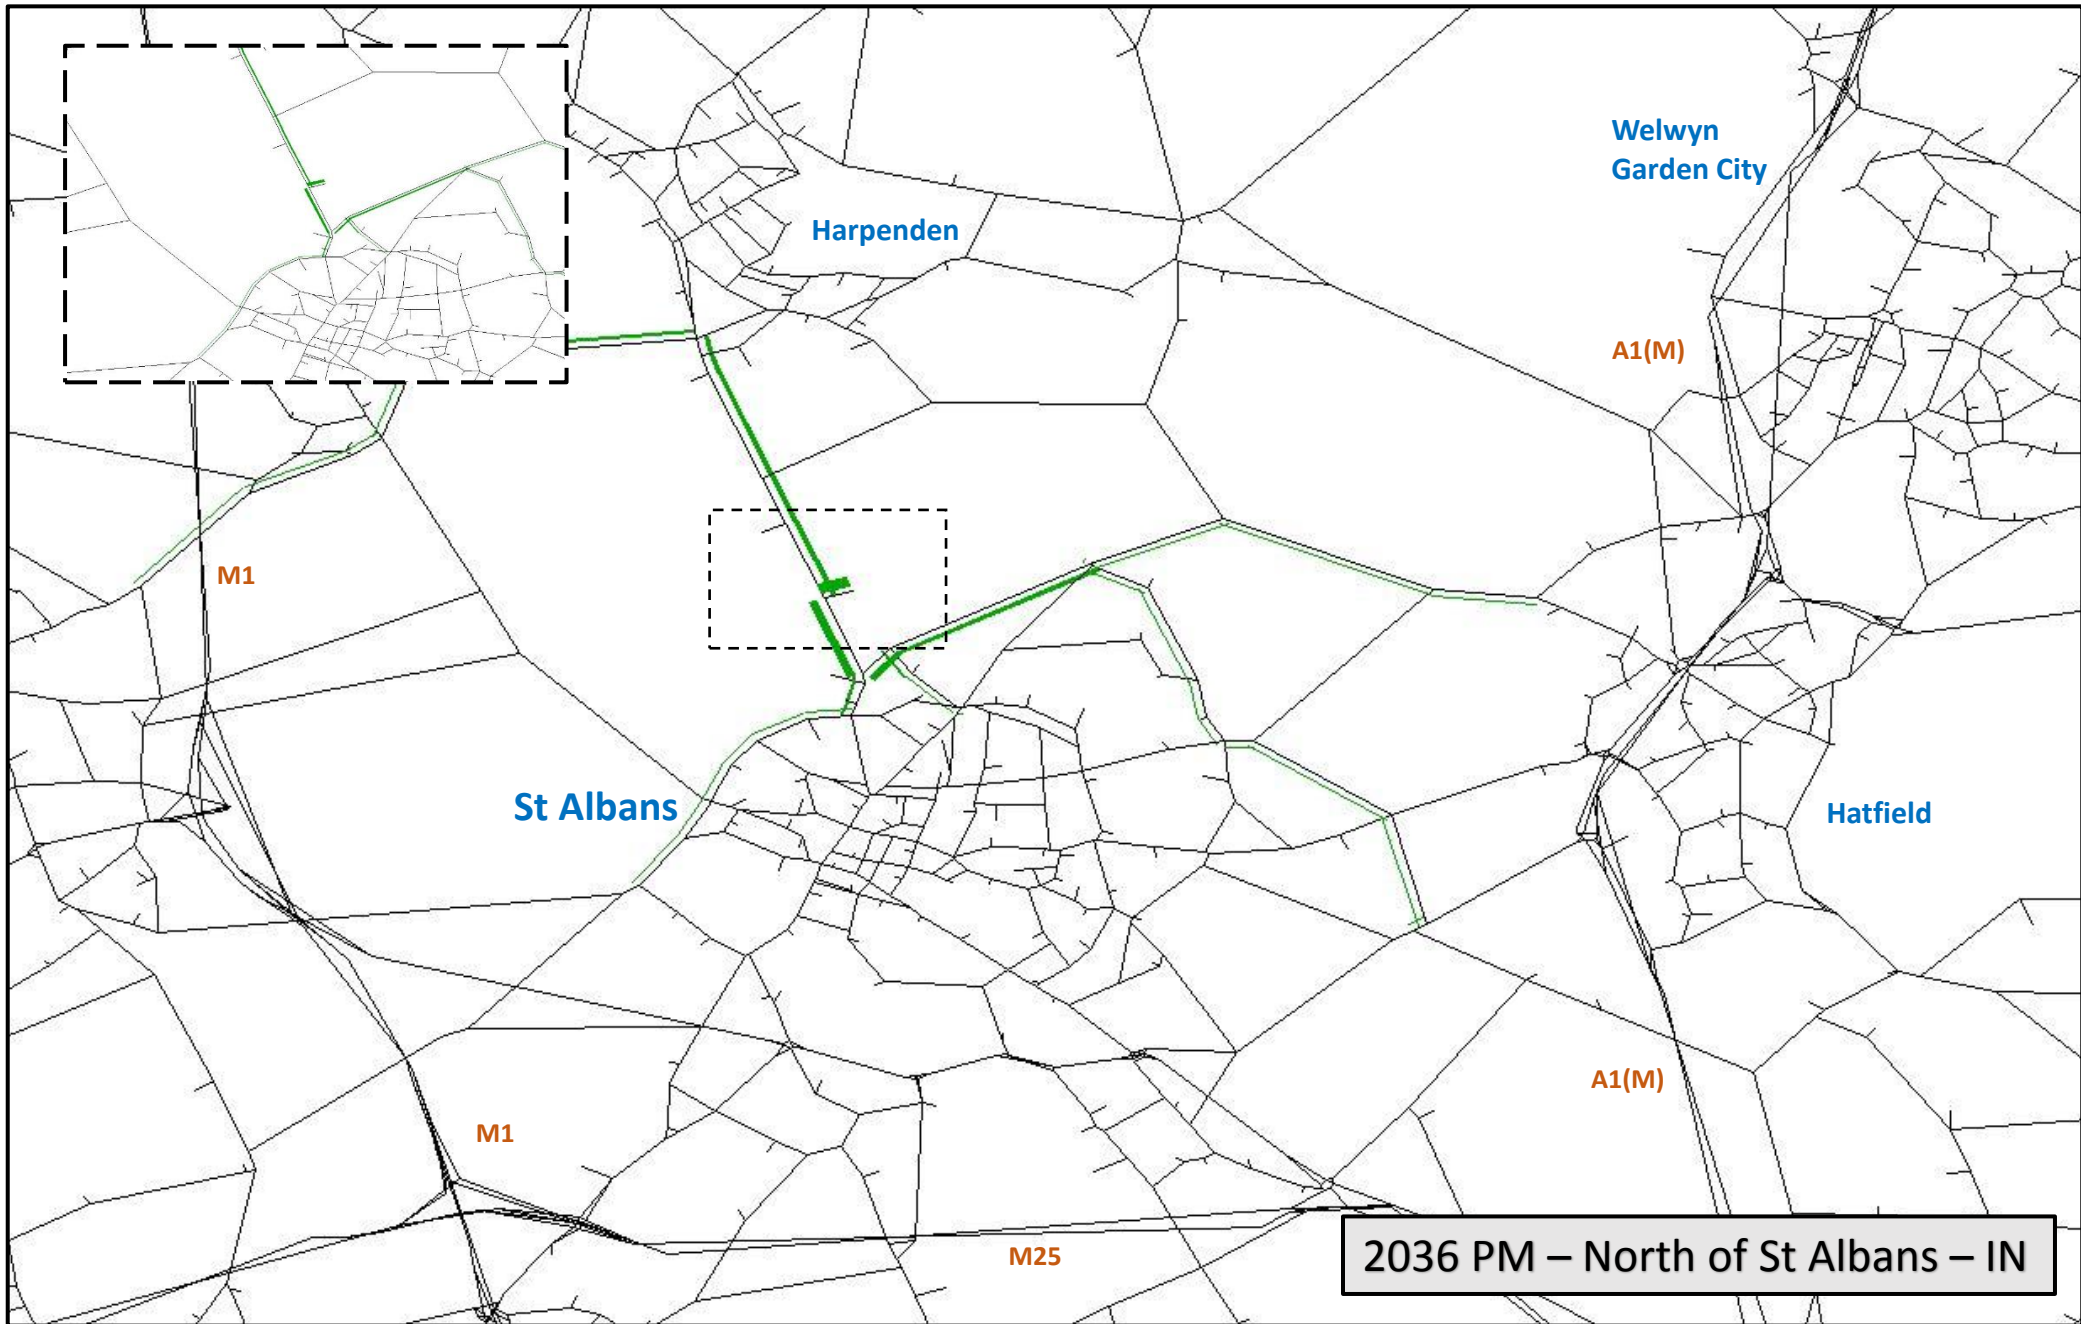 Welwyn
Garden City
Harpenden
A1(M)
M1
St Albans
Hatfield
A1(M)
M1
M25
2036 PM – North of St Albans – IN